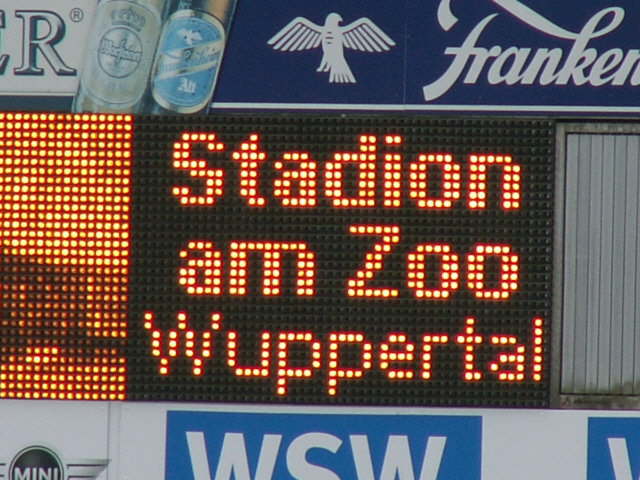 ER®
Franken
Stadion
am Zoo
Wuppertal
MINI
WSW
W